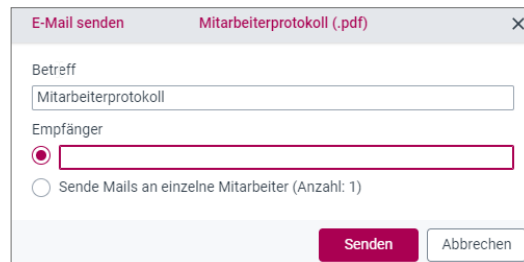 E-Mail senden Mitarbeiterprotokoll (.pdf)
Betreff
Mitarbeiterprotokoll
Empfänger
Sende Mails an einzelne Mitarbeiter (Anzahl: 1)
Senden Abbrechen